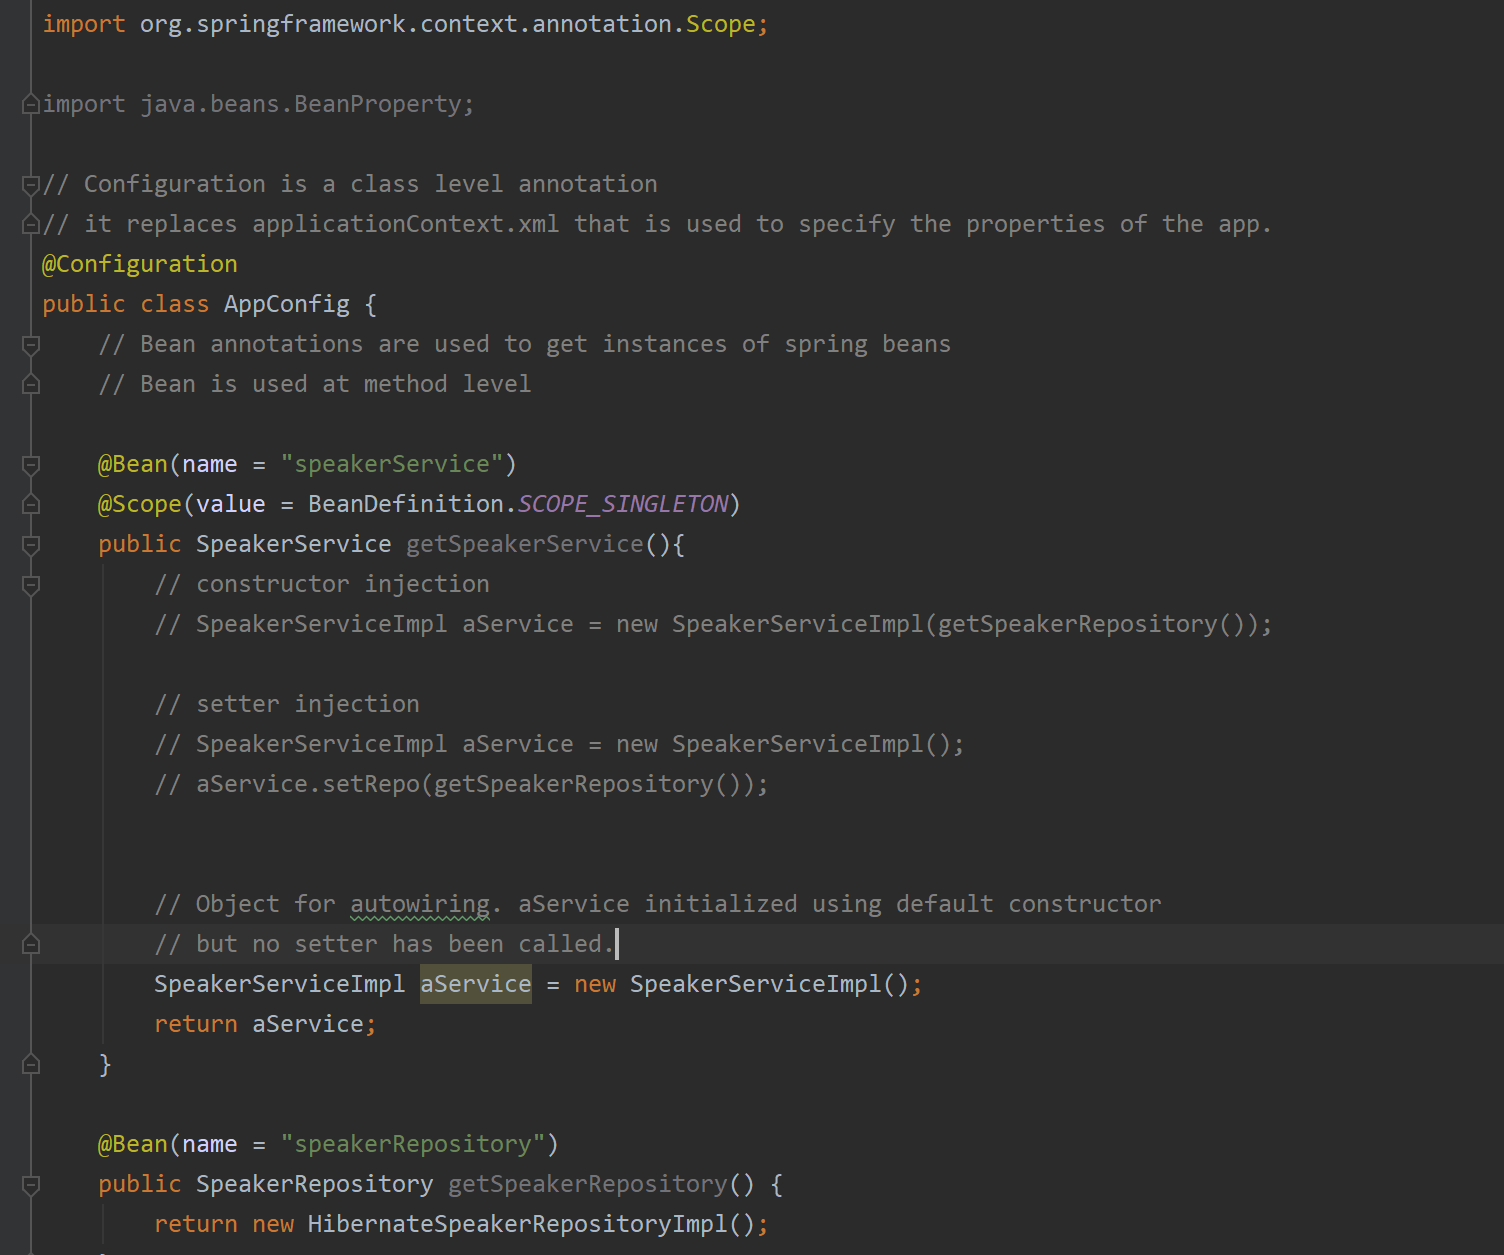 import org.springframework.context.annotation.Scope;
import java.beans.BeanProperty;
// Configuration is a class level annotation
// it replaces applicationContext.xml that is used to specify the properties of the app.
@Configuration
public class AppConfig {
// Bean annotations are used to get instances of spring beans
// Bean is used at method level
@Bean(name = "speakerService")
@Scope(value = BeanDefinition.SCOPE_SINGLETON)
public SpeakerService getSpeakerService(){
// constructor injection
// SpeakerServiceImpl aService = new SpeakerServiceImpl(getSpeakerRepository());
// setter injection
// SpeakerServiceImpl aService = new SpeakerServiceImpl();
// aService.setRepo(getSpeakerRepository());
// Object for autowiring. aService initialized using default constructor
// but no setter has been called.
SpeakerServiceImpl aService = new SpeakerServiceImpl();
return aService;
}
@Bean(name = "speakerRepository")
public SpeakerRepository getSpeakerRepository() {
return new HibernateSpeakerRepositoryImpl();